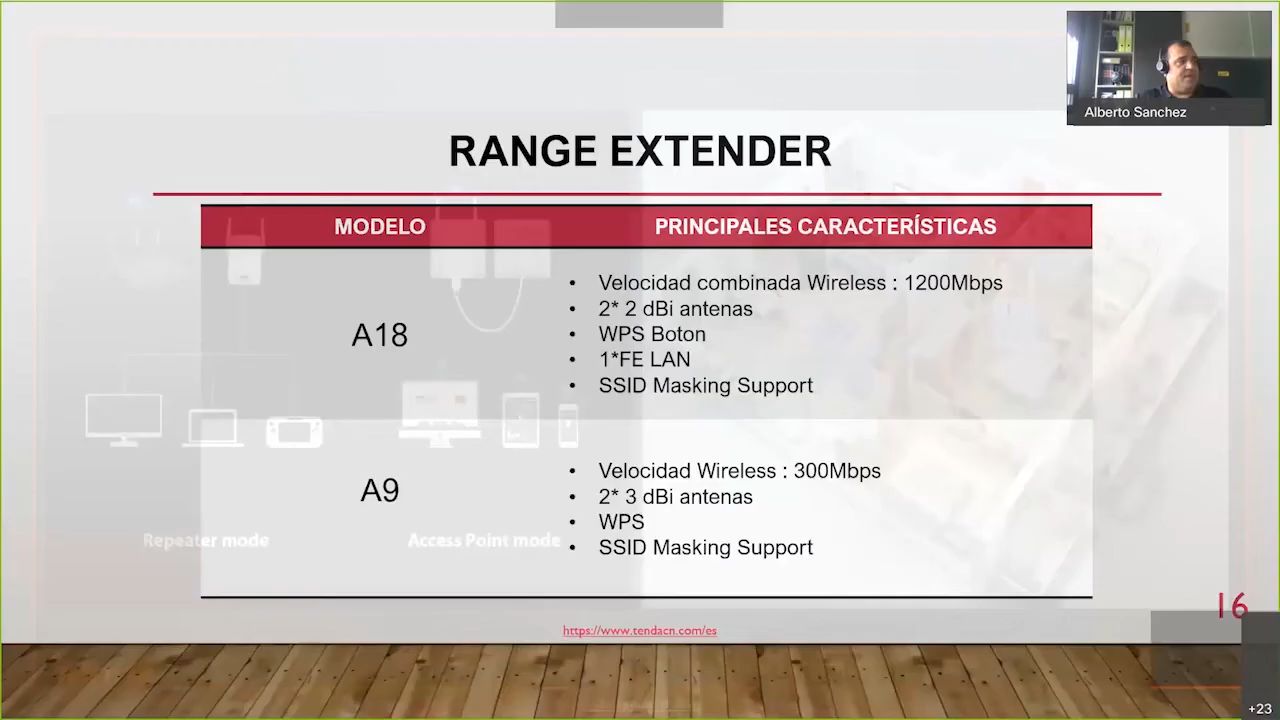 Alberto Sanchez
RANGE EXTENDER
MODELO PRINCIPALES CARACTERÍSTICAS
A18
• Velocidad combinada Wireless : 1200Mbps
• 2* 2 dBi antenas
• WPS Boton
• 1*FE LAN
• SSID Masking Support
A9
• Velocidad Wireless : 300Mbps
• 2* 3 dBi antenas
• WPS
• SSID Masking Support
Repeater mode
Access Point mode
16
https://www.tendacn.com/es
+23